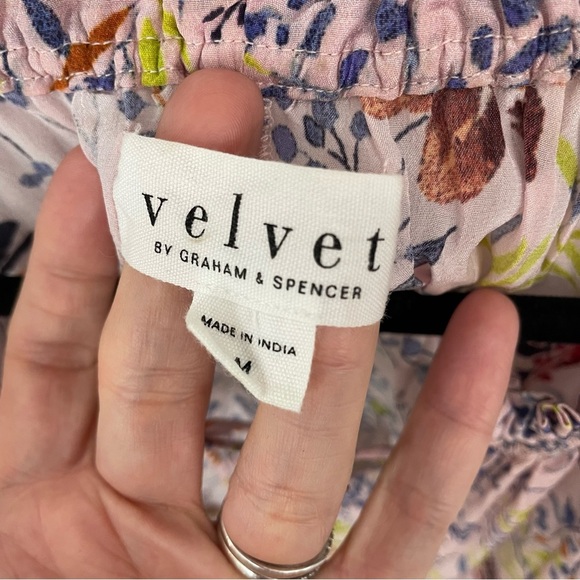 velvet
BY GRAHAM & SPENCER
MADE IN INDIA
M